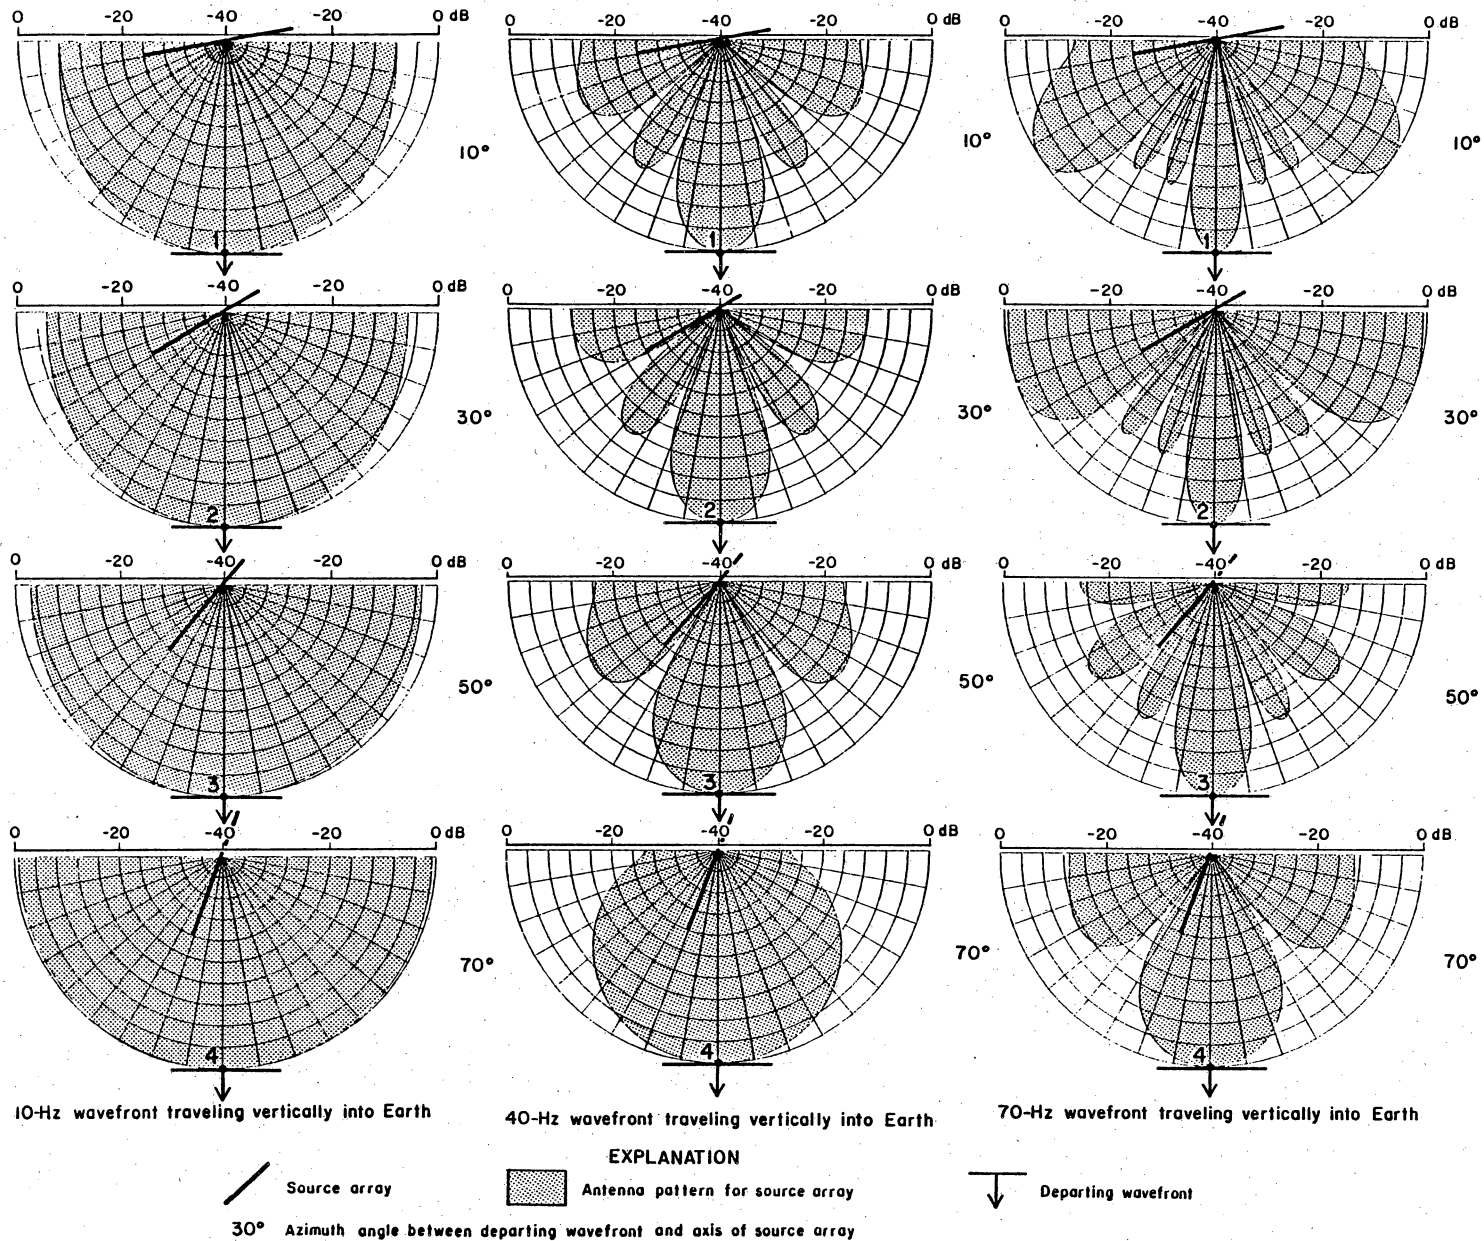 0 -20 -40 -20 0 dB 0 -20 -40 -20 0 dB 0 -20 -40 -20 0 dB
10° 10° 10°
1 1 1
0 -20 -40 -20 0 dB 0 -20 -40 -20 0 dB 0 -20 -40 -20 0 dB
30° 30° 30°
2 2 2
0 -20 -40 -20 0 dB 0 -20 -40 -20 0 dB 0 -20 -40 -20 0 dB
50° 50° 50°
3 3 3
0 -20 -40 -20 0 dB 0 -20 -40 -20 0 dB 0 -20 -40 -20 0 dB
70° 70° 70°
4 4 4
10-Hz wavefront traveling vertically into Earth
40-Hz wavefront traveling vertically into Earth
70-Hz wavefront traveling vertically into Earth
EXPLANATION
Source array
Antenna pattern for source array
Departing wavefront
30° Azimuth angle between departing wavefront and axis of source array